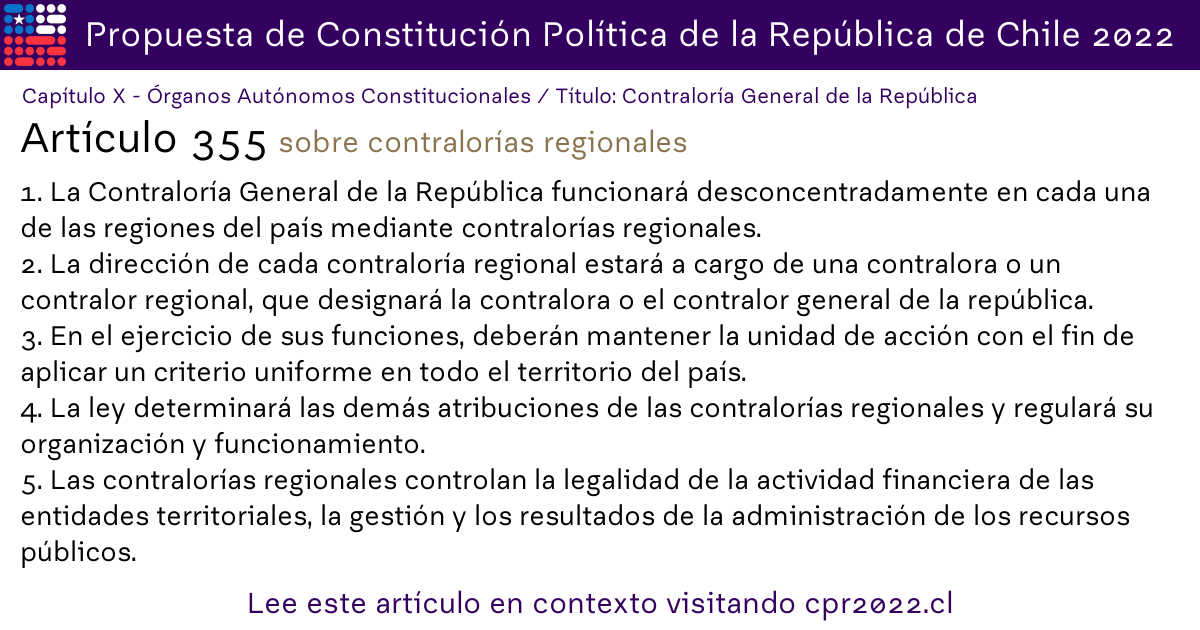 Propuesta de Constitución Política de la República de Chile 2022
Capítulo X - Órganos Autónomos Constitucionales / Título: Contraloría General de la República
Artículo 355 sobre contralorías regionales
1. La Contraloría General de la República funcionará desconcentradamente en cada una
de las regiones del país mediante contralorías regionales.
2. La dirección de cada contraloría regional estará a cargo de una contralora o un
contralor regional, que designará la contralora o el contralor general de la república.
3. En el ejercicio de sus funciones, deberán mantener la unidad de acción con el fin de
aplicar un criterio uniforme en todo el territorio del país.
4. La ley determinará las demás atribuciones de las contralorías regionales y regulará su
organización y funcionamiento.
5. Las contralorías regionales controlan la legalidad de la actividad financiera de las
entidades territoriales, la gestión y los resultados de la administración de los recursos
públicos.
Lee este artículo en contexto visitando cpr2022.cl